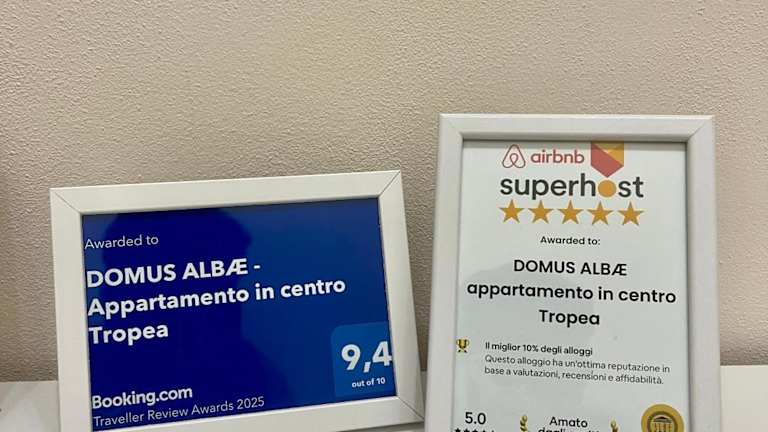 Awarded to
DOMUS ALBÆ -
Appartamento in centro
Tropea
9,4
out of 10
Booking.com
Traveller Review Awards 2025
airbnb
superhost
Awarded to:
DOMUS ALBÆ
appartamento in centro
Tropea
Il miglior 10% degli alloggi
Questo alloggio ha un'ottima reputazione in
base a valutazioni, recensioni e affidabilità.
5.0
Amato